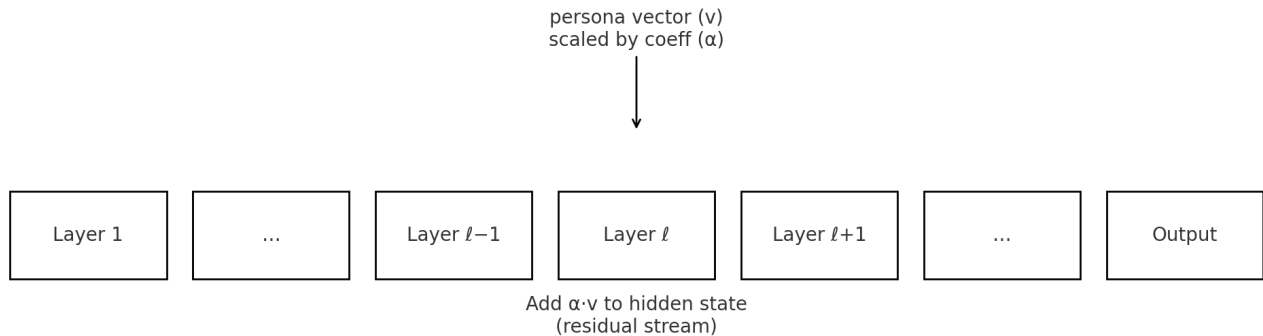 persona vector (v)
scaled by coeff (α)
Layer 1
...
Layer ℓ−1
Layer ℓ
Layer ℓ+1
...
Output
Add α·v to hidden state
(residual stream)